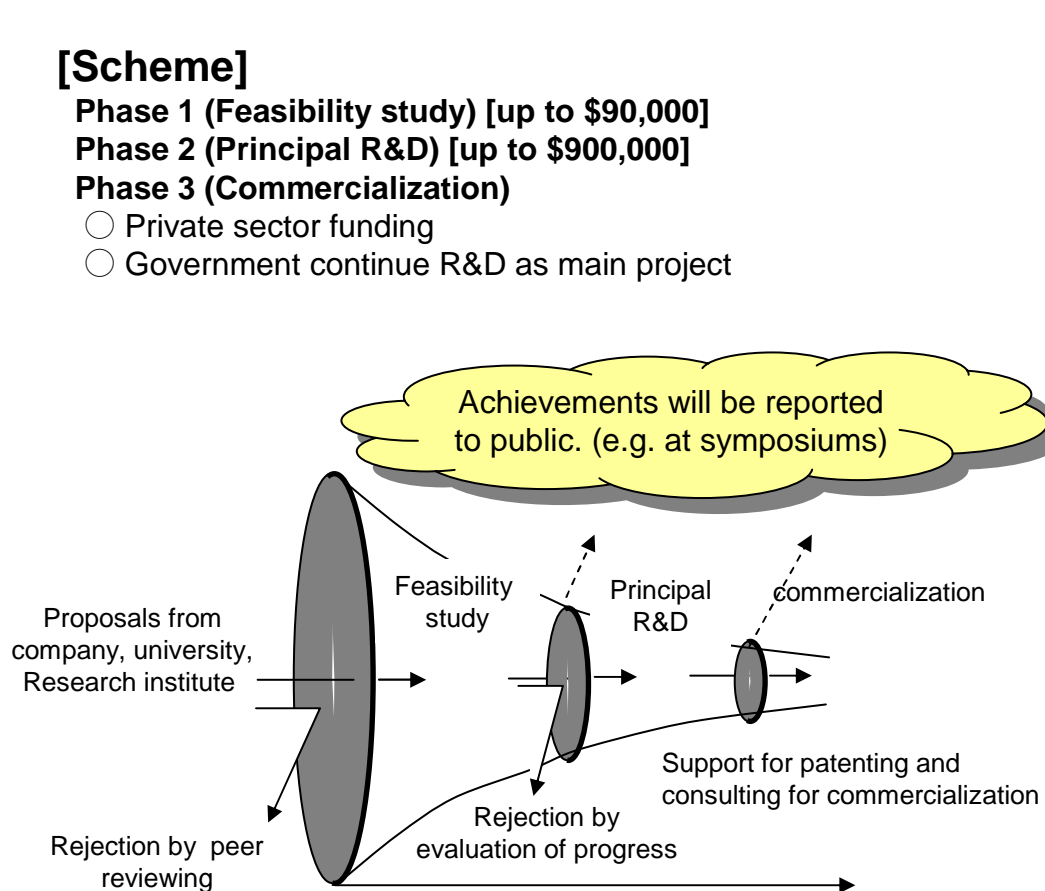 [Scheme]
Phase 1 (Feasibility study) [up to $90,000]
Phase 2 (Principal R&D) [up to $900,000]
Phase 3 (Commercialization)
○ Private sector funding
○ Government continue R&D as main project
Achievements will be reported
to public. (e.g. at symposiums)
Feasibility
study
Principal
R&D
commercialization
Proposals from
company, university,
Research institute
Support for patenting and
consulting for commercialization
Rejection by
evaluation of progress
Rejection by peer
reviewing